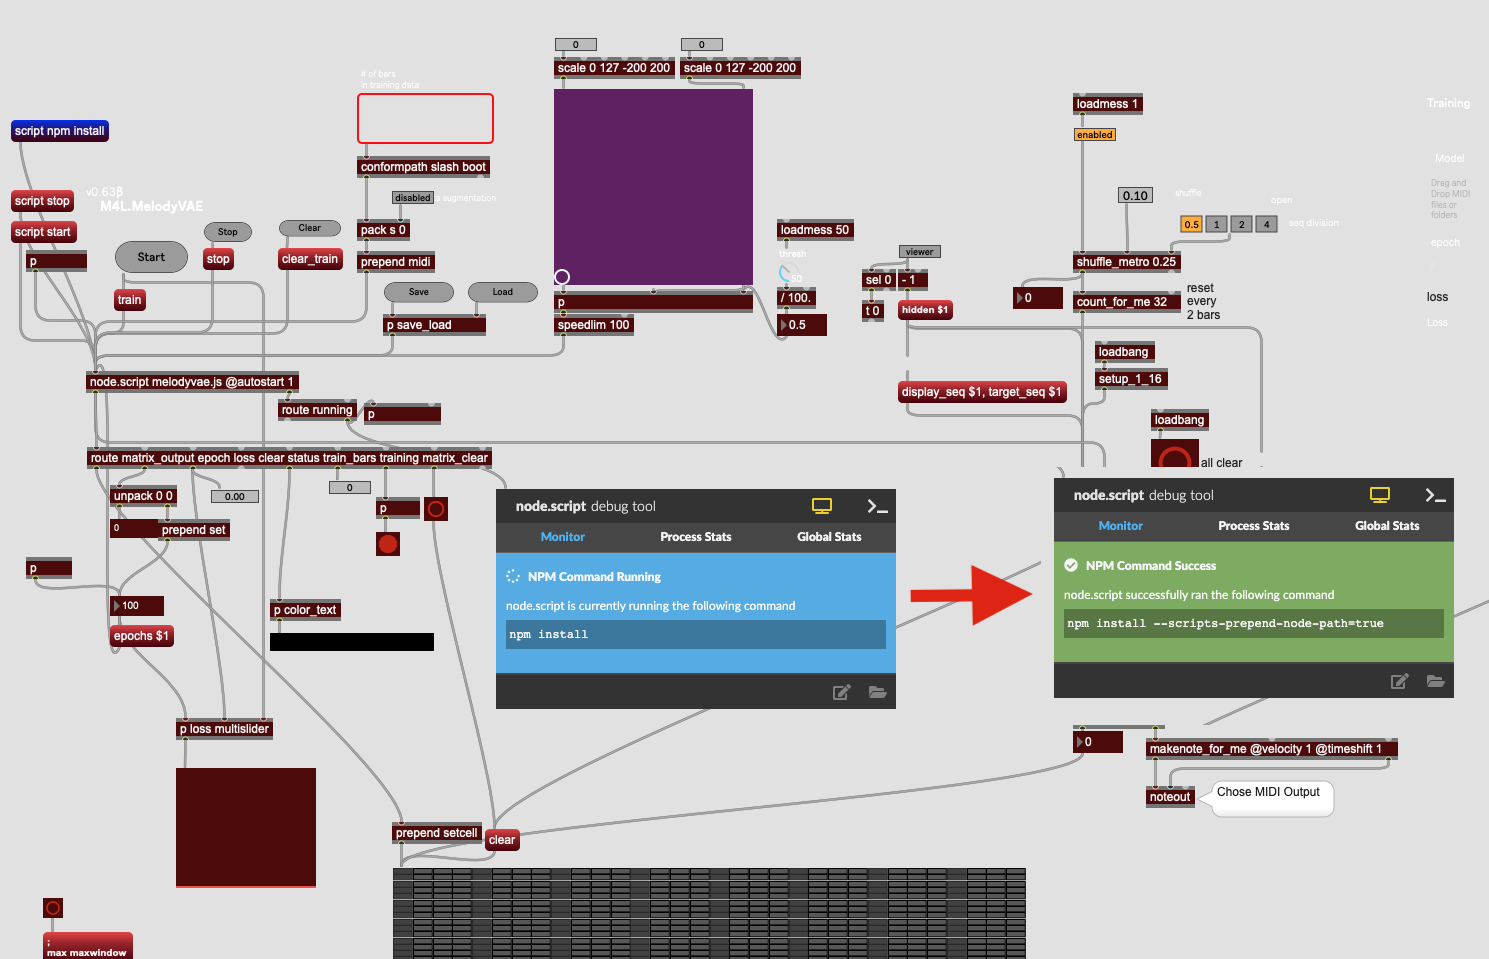 0
0
scale 0 127 -200 200
scale 0 127 -200 200
# of bars
in training data
loadmess 1
Training
script npm install
enabled
conformpath slash boot
Model
script stop
v0.63β
M4L.MelodyVAE
disabled
augmentation
0.10
shuffle
Drag and
Drop MIDI
files or
folders
open
script start
Stop
Clear
pack s 0
loadmess 50
0.5
1
2
4
seq division
epoch
p
Start
stop
clear_train
prepend midi
thresh
50
viewer
shuffle_metro 0.25
sel 0
- 1
train
Save
Load
p
/ 100.
t 0
hidden $1
0
count_for_me 32
reset
every
2 bars
loss
p save_load
speedlim 100
0.5
Loss
loadbang
node.script melodyvae.js @autostart 1
setup_1_16
route running
p
display_seq $1, target_seq $1
loadbang
route matrix_output epoch loss clear status train_bars training matrix_clear
all clear
unpack 0 0
0.00
0
p
0
prepend set
node.script debug tool
Monitor
Process Stats
Global Stats
NPM Command Running
node.script is currently running the following command
npm install
node.script debug tool
Monitor
Process Stats
Global Stats
NPM Command Success
node.script successfully ran the following command
npm install --scripts-prepend-node-path=true
p
100
p color_text
epochs $1
p loss multislider
0
makenote_for_me @velocity 1 @timeshift 1
noteout
Chose MIDI Output
prepend setcell
clear
;
max maxwindow